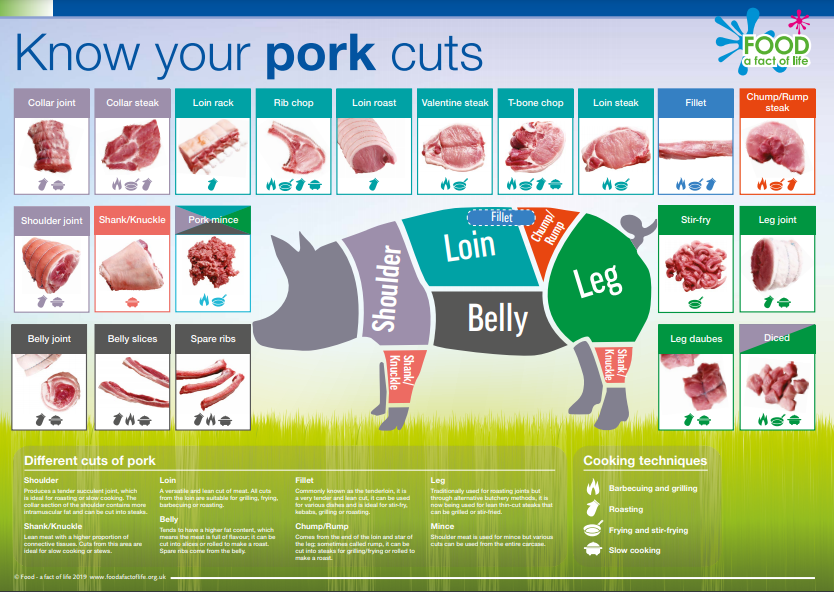 Know your pork cuts
FOOD
a fact of life
Collar joint
Collar steak
Loin rack
Rib chop
Loin roast
Valentine steak
T-bone chop
Loin steak
Fillet
Chump/Rump
steak
Shoulder joint
Shank/Knuckle
Pork mince
Stir-fry
Leg joint
Belly joint
Belly slices
Spare ribs
Leg daubes
Diced
Shoulder
Loin
Fillet
Chump/
Rump
Belly
Leg
Shank/
Knuckle
Shank/
Knuckle
Different cuts of pork
Shoulder
Produces a tender succulent joint, which
is ideal for roasting or slow cooking. The
collar section of the shoulder contains more
intramuscular fat and can be cut into steaks.
Shank/Knuckle
Lean meat with a higher proportion of
connective tissues. Cuts from this area are
ideal for slow cooking or stews.
Loin
A versatile and lean cut of meat. All cuts
from the loin are suitable for grilling, frying,
barbecuing or roasting.
Belly
Tends to have a higher fat content, which
means the meat is full of flavour; it can be
cut into slices or rolled to make a roast.
Spare ribs come from the belly.
Fillet
Commonly known as the tenderloin, it is
a very tender and lean cut, it can be used
for various dishes and is ideal for stir-fry,
kebabs, grilling or roasting.
Chump/Rump
Comes from the end of the loin and star of
the leg; sometimes called rump, it can be
cut into steaks for grilling/frying or rolled to
make a roast.
Leg
Traditionally used for roasting joints but
through alternative butchery methods, it is
now being used for lean thin-cut steaks that
can be grilled or stir-fried.
Mince
Shoulder meat is used for mince but various
cuts can be used from the entire carcase.
Cooking techniques
Barbecuing and grilling
Roasting
Frying and stir-frying
Slow cooking
© Food - a fact of life 2019 www.foodafactoflife.org.uk